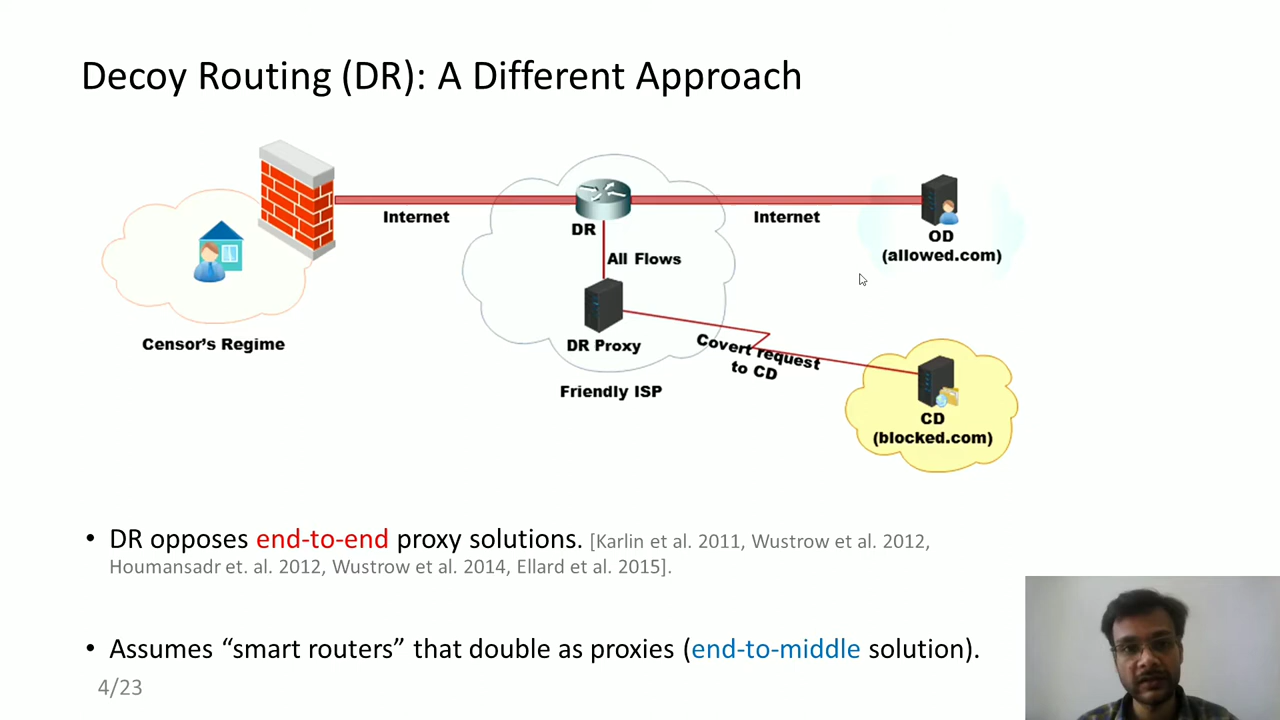 Decoy Routing (DR): A Different Approach
Internet
DR
Internet
All Flows
OD
(allowed.com)
Censor's Regime
DR Proxy
Covert request
to CD
Friendly ISP
CD
(blocked.com)
• DR opposes end-to-end proxy solutions. [Karlin et al. 2011, Wustrow et al. 2012,
Houmansadr et. al. 2012, Wustrow et al. 2014, Ellard et al. 2015].
• Assumes “smart routers” that double as proxies (end-to-middle solution).
4/23